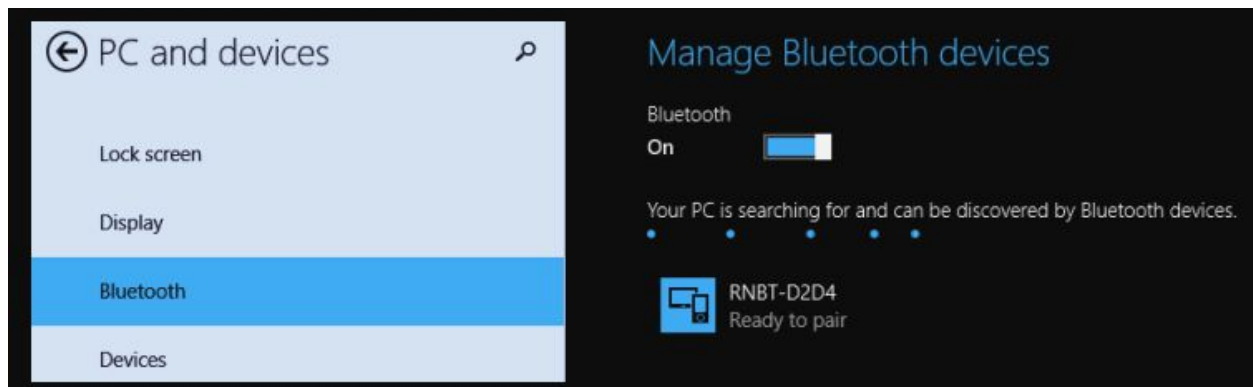 PC and devices
Lock screen
Display
Bluetooth
Devices
Manage Bluetooth devices
Bluetooth
On
Your PC is searching for and can be discovered by Bluetooth devices.
RNBT-D2D4
Ready to pair